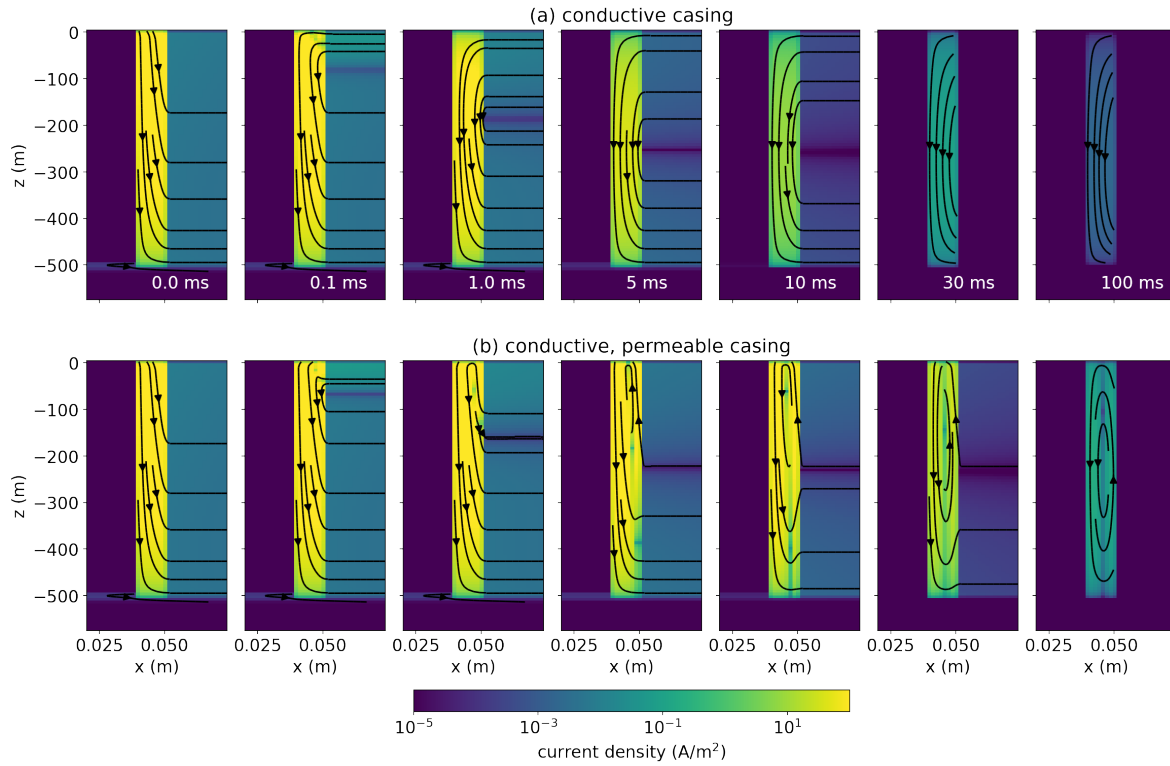 (a) conductive casing
0
−100
−200
−300
−400
−500
z (m)
0.0 ms
0.1 ms
1.0 ms
5 ms
10 ms
30 ms
100 ms
(b) conductive, permeable casing
0
−100
−200
−300
−400
−500
z (m)
0.025 0.050
0.025 0.050
0.025 0.050
0.025 0.050
0.025 0.050
0.025 0.050
0.025 0.050
x (m)
x (m)
x (m)
x (m)
x (m)
x (m)
x (m)
10⁻⁵ 10⁻³ 10⁻¹ 10¹
current density (A/m²)